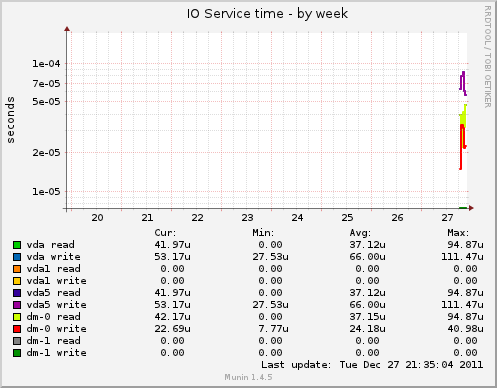 IO Service time - by week
RRDTOOL / TOBI OETIKER
seconds
1e-04
7e-05
5e-05
2e-05
1e-05
20 21 22 23 24 25 26 27
Cur: Min: Avg: Max:
vda read 41.97u 0.00 37.12u 94.87u
vda write 53.17u 27.53u 66.00u 111.47u
vda1 read 0.00 0.00 0.00 0.00
vda1 write 0.00 0.00 0.00 0.00
vda5 read 41.97u 0.00 37.12u 94.87u
vda5 write 53.17u 27.53u 66.00u 111.47u
dm-0 read 42.17u 0.00 37.15u 94.87u
dm-0 write 22.69u 7.77u 24.18u 40.98u
dm-1 read 0.00 0.00 0.00 0.00
dm-1 write 0.00 0.00 0.00 0.00
Last update: Tue Dec 27 21:35:04 2011
Munin 1.4.5